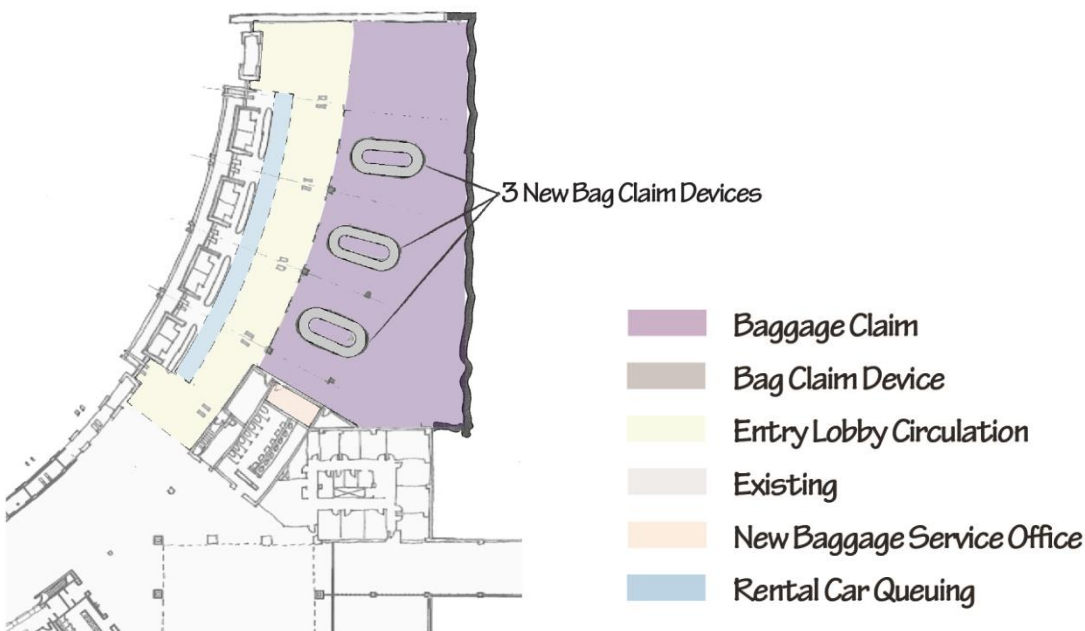 3 New Bag Claim Devices
Baggage Claim
Bag Claim Device
Entry Lobby Circulation
Existing
New Baggage Service Office
Rental Car Queuing